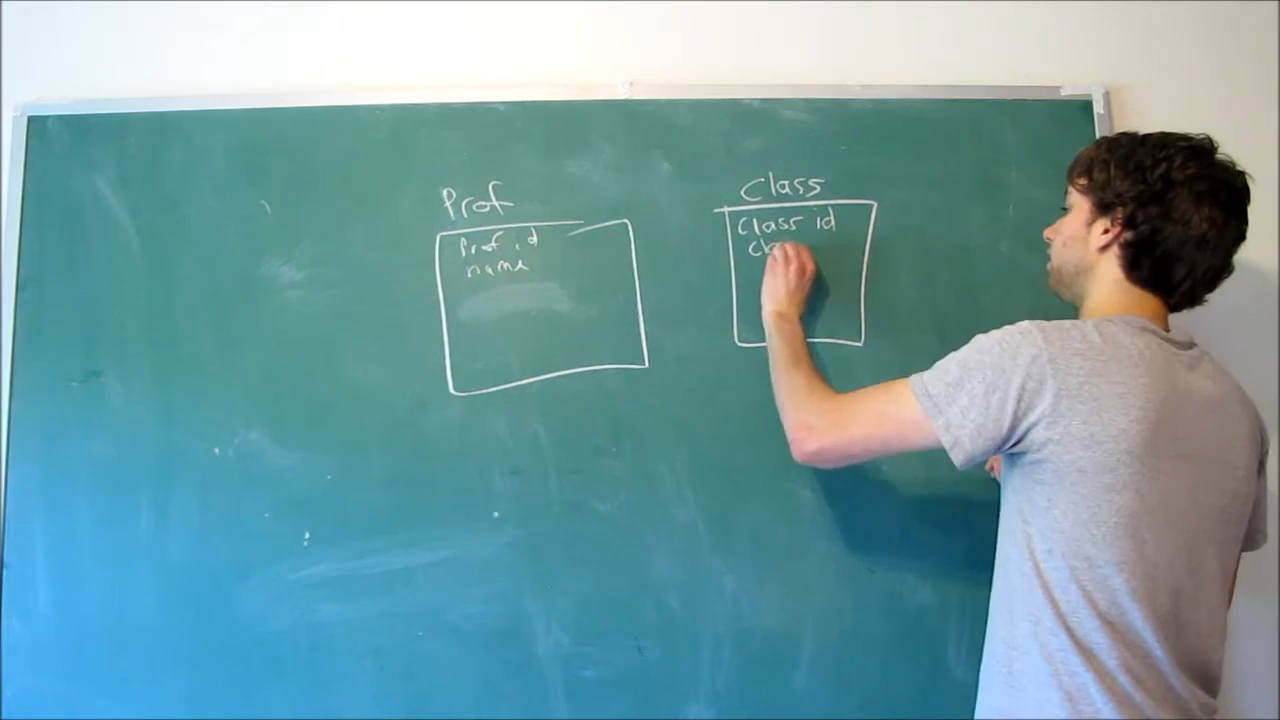 Prof
Prof id
name
Class
Class id